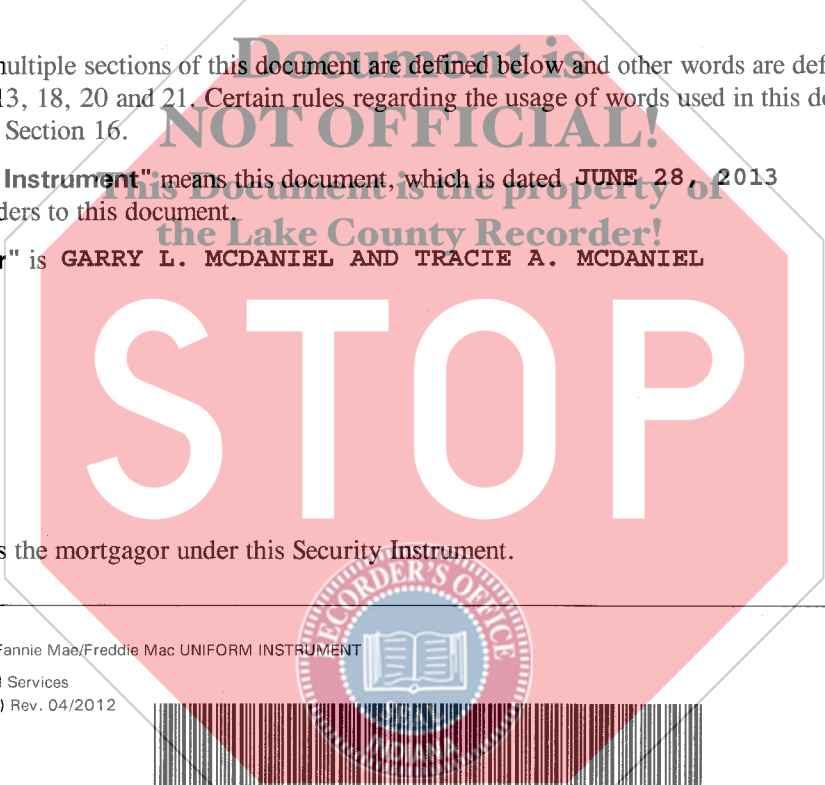 Document is
multiple sections of this document are defined below and other words are def
13, 18, 20 and 21. Certain rules regarding the usage of words used in this do
NOT OFFICIAL!
Section 16.
Instrument" means this document, which is dated JUNE 28, 2013
This Document is the property of
ders to this document.
the Lake County Recorder!
r" is GARRY L. MCDANIEL AND TRACIE A. MCDANIEL
STOP
s the mortgagor under this Security Instrument.
RECORDER'S OFFICE
Fannie Mae/Freddie Mac UNIFORM INSTRUMENT
Services
) Rev. 04/2012
SEAL
INDIANA